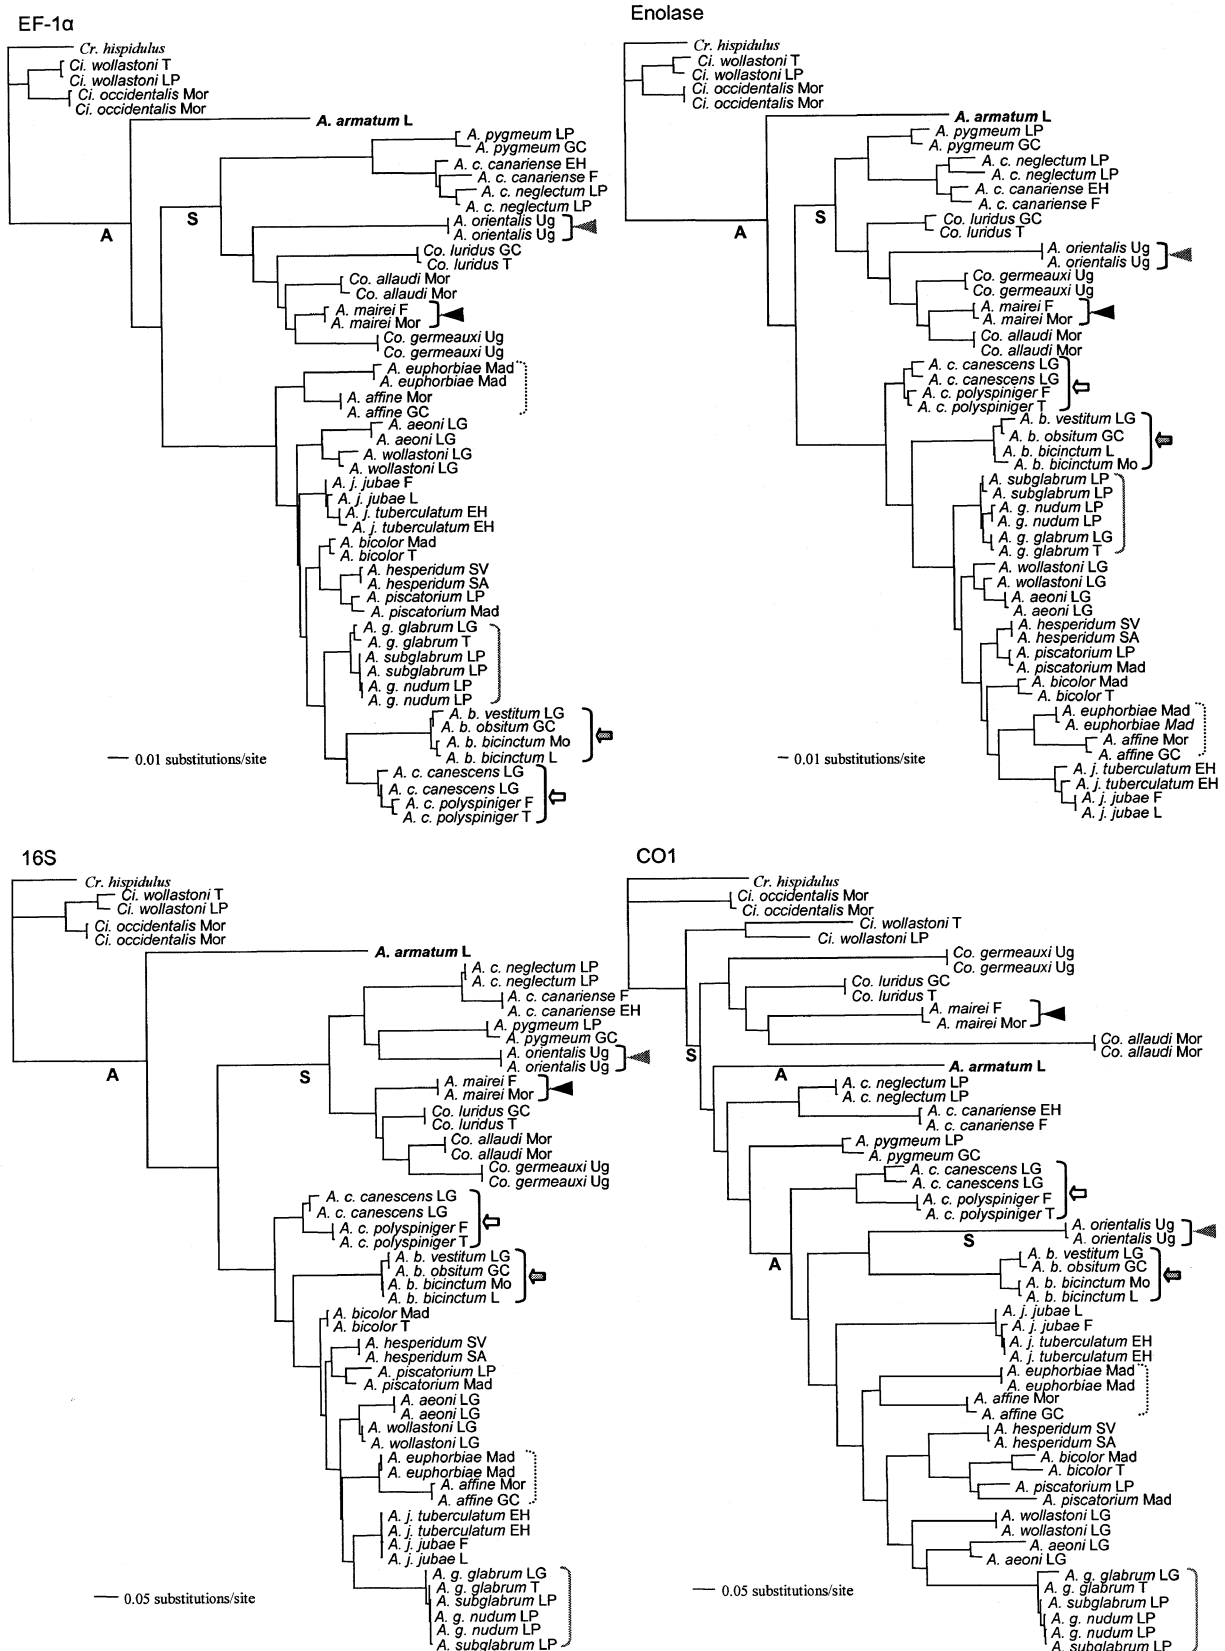 EF-1α
Cr. hispidulus
Ci. wollastoni T
Ci. wollastoni LP
Ci. occidentalis Mor
Ci. occidentalis Mor
A. armatum L
A. pygmeum LP
A. pygmeum GC
A. c. canariense EH
A. c. canariense F
A. c. neglectum LP
A. c. neglectum LP
S
A. orientalis Ug
A. orientalis Ug
A
Co. luridus GC
Co. luridus T
Co. allaudi Mor
Co. allaudi Mor
A. mairei F
A. mairei Mor
Co. germeauxi Ug
Co. germeauxi Ug
A. euphorbiae Mad
A. euphorbiae Mad
A. affine Mor
A. affine GC
A. aeoni LG
A. aeoni LG
A. wollastoni LG
A. wollastoni LG
A. j. jubae F
A. j. jubae L
A. j. tuberculatum EH
A. j. tuberculatum EH
A. bicolor Mad
A. bicolor T
A. hesperidum SV
A. hesperidum SA
A. piscatorium LP
A. piscatorium Mad
A. g. glabrum LG
A. g. glabrum T
A. subglabrum LP
A. subglabrum LP
A. g. nudum LP
A. g. nudum LP
A. b. vestitum LG
A. b. obsitum GC
A. b. bicinctum Mo
A. b. bicinctum L
0.01 substitutions/site
A. c. canescens LG
A. c. canescens LG
A. c. polyspiniger F
A. c. polyspiniger T
Enolase
Cr. hispidulus
Ci. wollastoni T
Ci. wollastoni LP
Ci. occidentalis Mor
Ci. occidentalis Mor
A. armatum L
A. pygmeum LP
A. pygmeum GC
A. c. neglectum LP
A. c. neglectum LP
A. c. canariense EH
A. c. canariense F
S
Co. luridus GC
Co. luridus T
A
A. orientalis Ug
A. orientalis Ug
Co. germeauxi Ug
Co. germeauxi Ug
A. mairei F
A. mairei Mor
Co. allaudi Mor
Co. allaudi Mor
A. c. canescens LG
A. c. canescens LG
A. c. polyspiniger F
A. c. polyspiniger T
A. b. vestitum LG
A. b. obsitum GC
A. b. bicinctum L
A. b. bicinctum Mo
A. subglabrum LP
A. subglabrum LP
A. g. nudum LP
A. g. nudum LP
A. g. glabrum LG
A. g. glabrum T
A. wollastoni LG
A. wollastoni LG
A. aeoni LG
A. aeoni LG
A. hesperidum SV
A. hesperidum SA
A. piscatorium LP
A. piscatorium Mad
A. bicolor Mad
A. bicolor T
A. euphorbiae Mad
A. euphorbiae Mad
A. affine Mor
A. affine GC
0.01 substitutions/site
A. j. tuberculatum EH
A. j. tuberculatum EH
A. j. jubae F
A. j. jubae L
16S
Cr. hispidulus
Ci. wollastoni T
Ci. wollastoni LP
Ci. occidentalis Mor
Ci. occidentalis Mor
A. armatum L
A. c. neglectum LP
A. c. neglectum LP
A. c. canariense F
A. c. canariense EH
A. pygmeum LP
A. pygmeum GC
A. orientalis Ug
A. orientalis Ug
A
S
A. mairei F
A. mairei Mor
Co. luridus GC
Co. luridus T
Co. allaudi Mor
Co. allaudi Mor
Co. germeauxi Ug
Co. germeauxi Ug
A. c. canescens LG
A. c. canescens LG
A. c. polyspiniger F
A. c. polyspiniger T
A. b. vestitum LG
A. b. obsitum GC
A. b. bicinctum Mo
A. b. bicinctum L
A. bicolor Mad
A. bicolor T
A. hesperidum SV
A. hesperidum SA
A. piscatorium LP
A. piscatorium Mad
A. aeoni LG
A. aeoni LG
A. wollastoni LG
A. wollastoni LG
A. euphorbiae Mad
A. euphorbiae Mad
A. affine Mor
A. affine GC
A. j. tuberculatum EH
A. j. tuberculatum EH
A. j. jubae F
A. j. jubae L
A. g. glabrum LG
A. g. glabrum T
0.05 substitutions/site
A. subglabrum LP
A. g. nudum LP
A. g. nudum LP
A. subglabrum LP
CO1
Cr. hispidulus
Ci. occidentalis Mor
Ci. occidentalis Mor
Ci. wollastoni T
Ci. wollastoni LP
Co. germeauxi Ug
Co. germeauxi Ug
Co. luridus GC
Co. luridus T
A. mairei F
A. mairei Mor
Co. allaudi Mor
Co. allaudi Mor
S
A. armatum L
A
A. c. neglectum LP
A. c. neglectum LP
A. c. canariense EH
A. c. canariense F
A. pygmeum LP
A. pygmeum GC
A. c. canescens LG
A. c. canescens LG
A. c. polyspiniger F
A. c. polyspiniger T
A. orientalis Ug
A. orientalis Ug
S
A. b. vestitum LG
A. b. obsitum GC
A
A. b. bicinctum Mo
A. b. bicinctum L
A. j. jubae L
A. j. jubae F
A. j. tuberculatum EH
A. j. tuberculatum EH
A. euphorbiae Mad
A. euphorbiae Mad
A. affine Mor
A. affine GC
A. hesperidum SV
A. hesperidum SA
A. bicolor Mad
A. bicolor T
A. piscatorium LP
A. piscatorium Mad
A. wollastoni LG
A. wollastoni LG
A. aeoni LG
A. aeoni LG
A. g. glabrum LG
A. g. glabrum T
0.05 substitutions/site
A. subglabrum LP
A. g. nudum LP
A. g. nudum LP
A. subglabrum LP